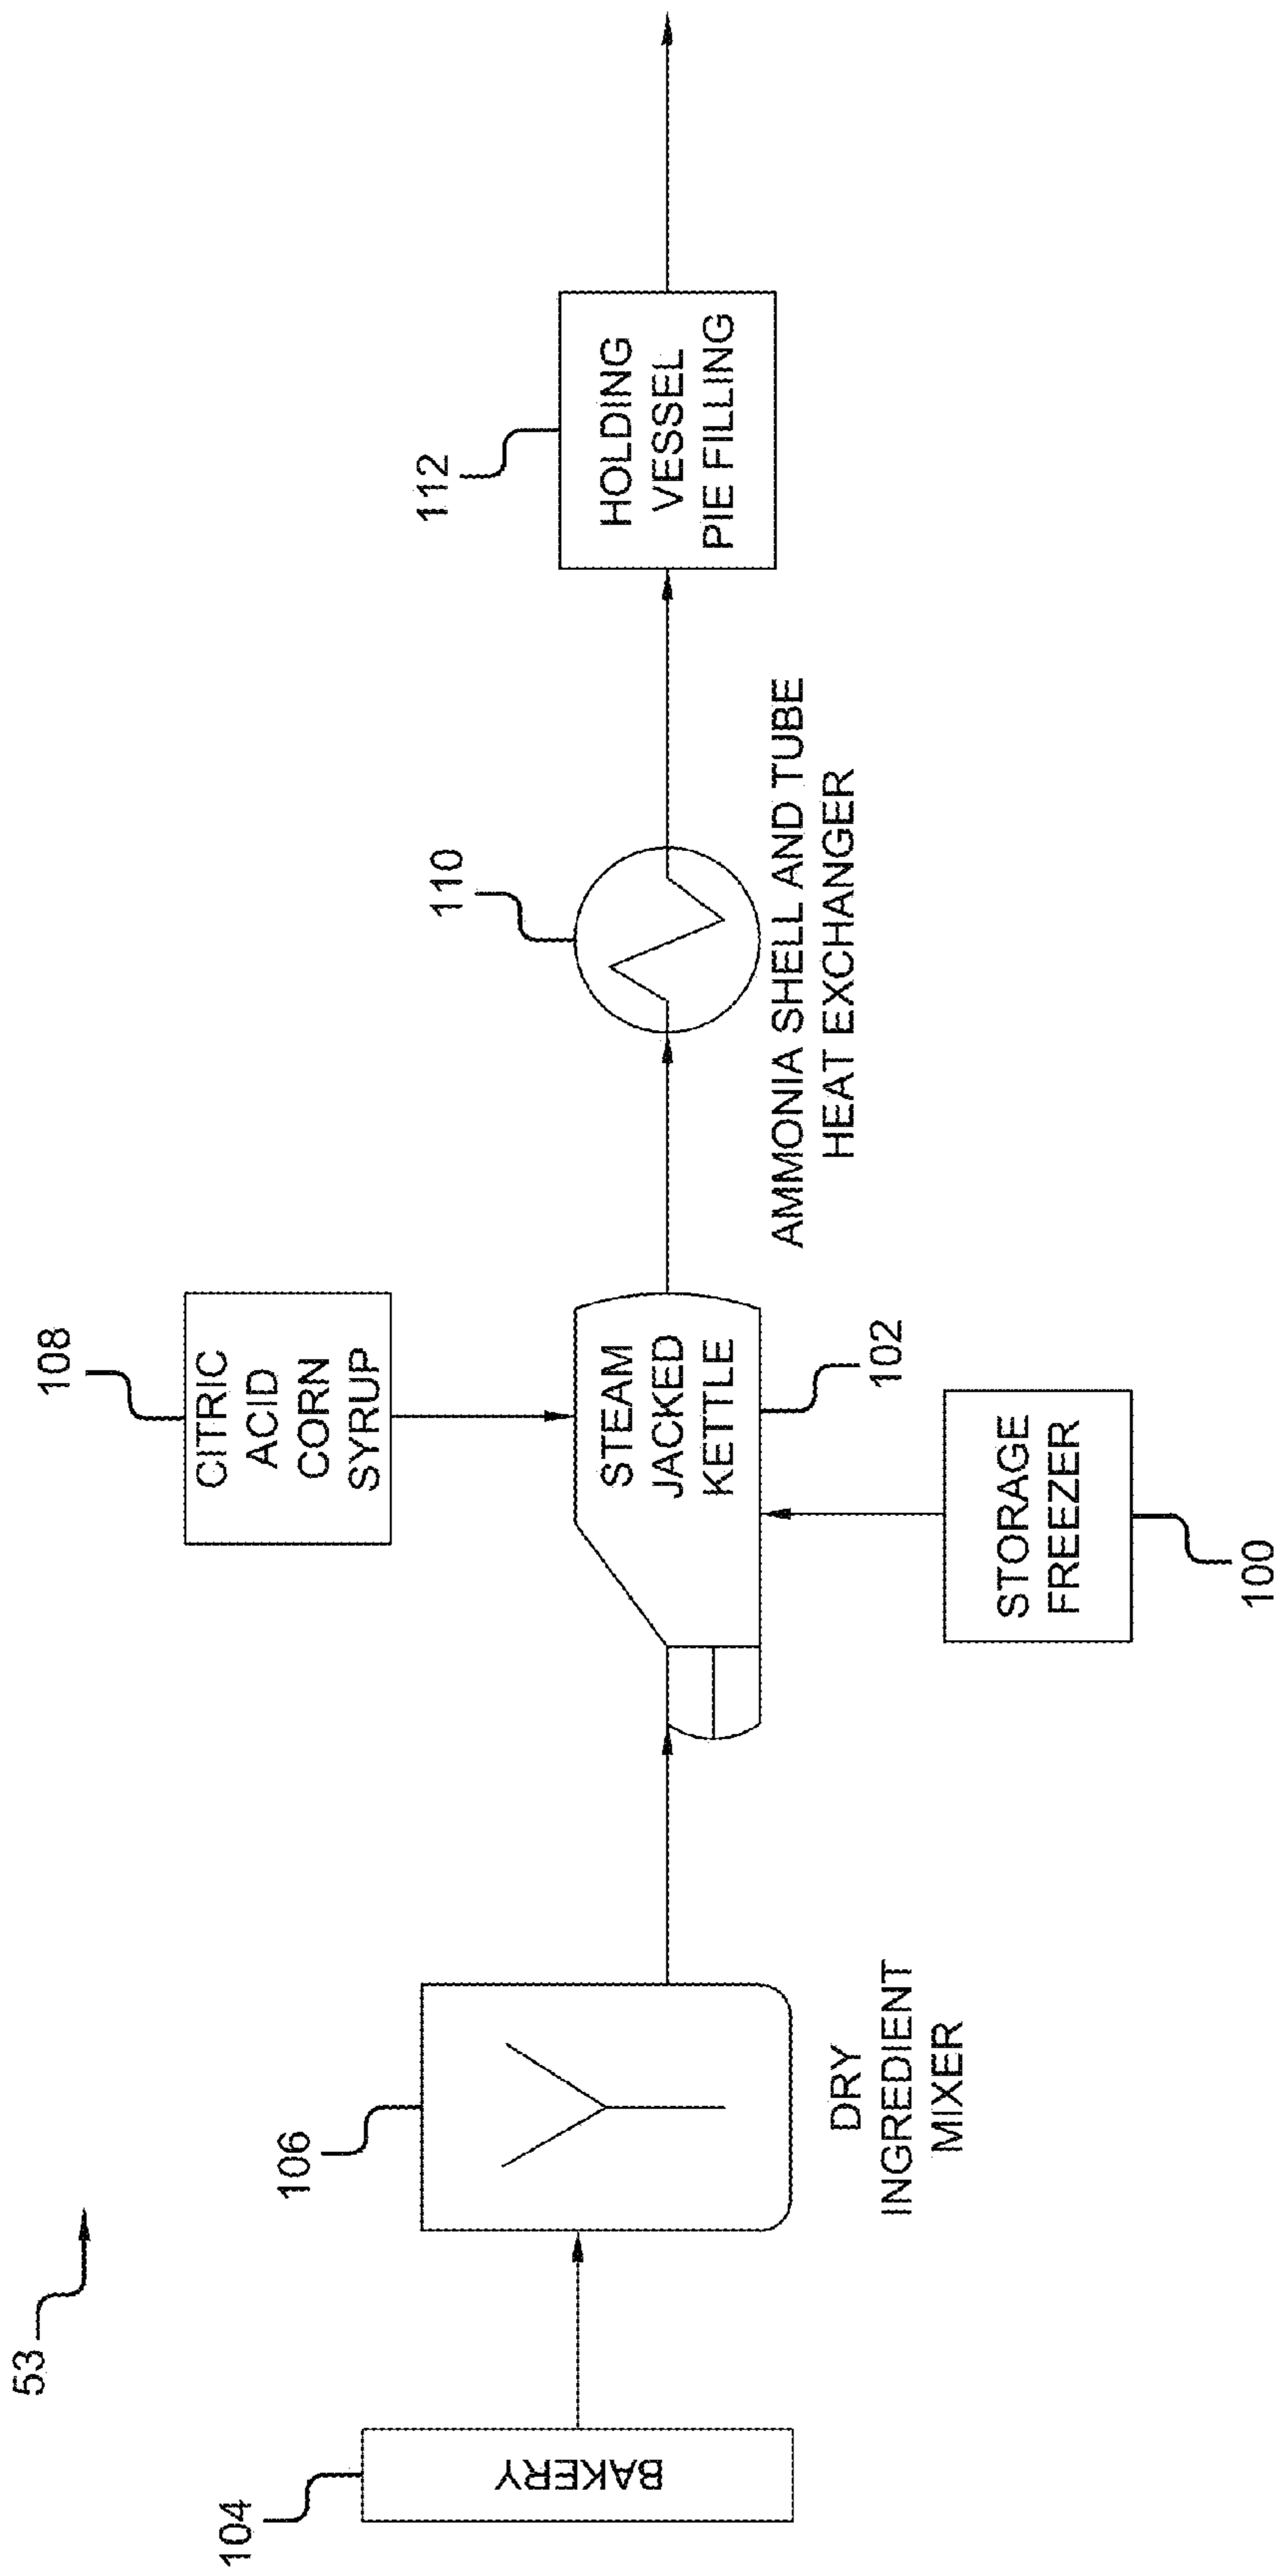 53
104
BAKERY
106
DRY
INGREDIENT
MIXER
108
CITRIC
ACID
CORN
SYRUP
STEAM
JACKED
KETTLE
102
STORAGE
FREEZER
100
110
AMMONIA SHELL AND TUBE
HEAT EXCHANGER
112
HOLDING
VESSEL
PIE FILLING